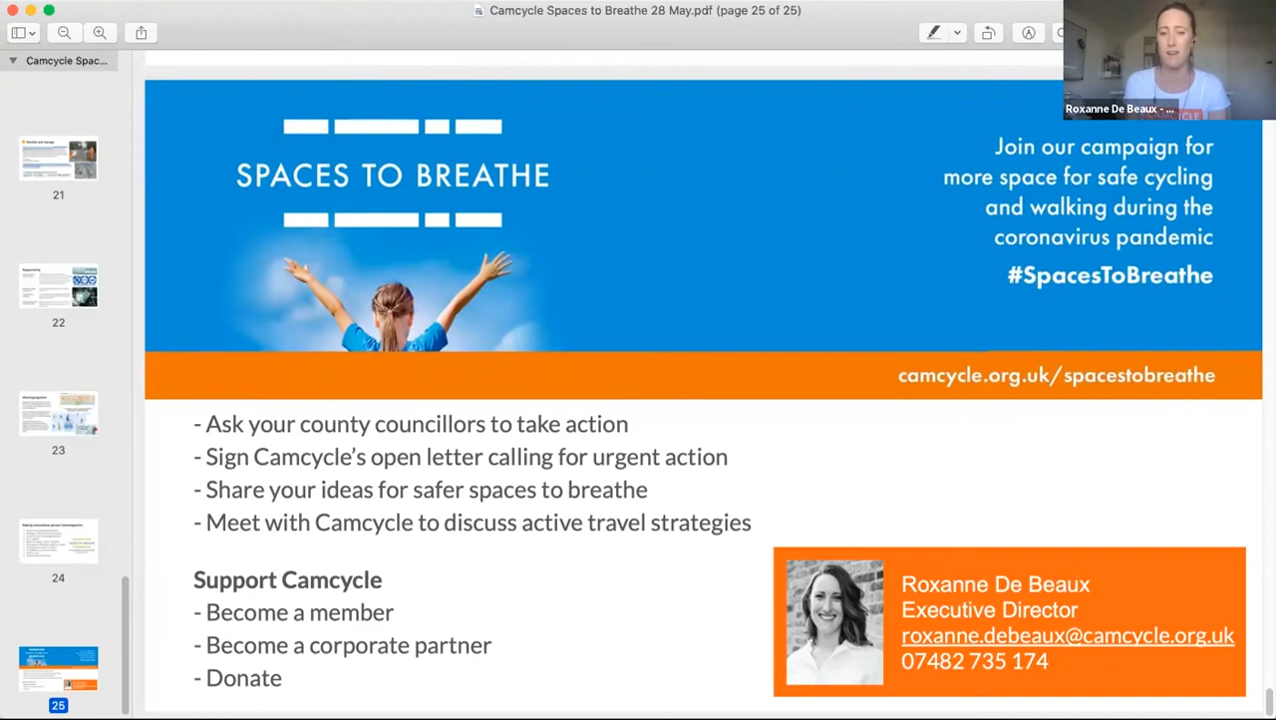 Camcycle Spaces to Breathe 28 May.pdf (page 25 of 25)
Camcycle Spac...
Roxanne De Beaux - ...
21
22
23
24
25
SPACES TO BREATHE
Join our campaign for
more space for safe cycling
and walking during the
coronavirus pandemic
#SpacesToBreathe
camcycle.org.uk/spacestobreathe
- Ask your county councillors to take action
- Sign Camcycle’s open letter calling for urgent action
- Share your ideas for safer spaces to breathe
- Meet with Camcycle to discuss active travel strategies
Support Camcycle
- Become a member
- Become a corporate partner
- Donate
Roxanne De Beaux
Executive Director
roxanne.debeaux@camcycle.org.uk
07482 735 174